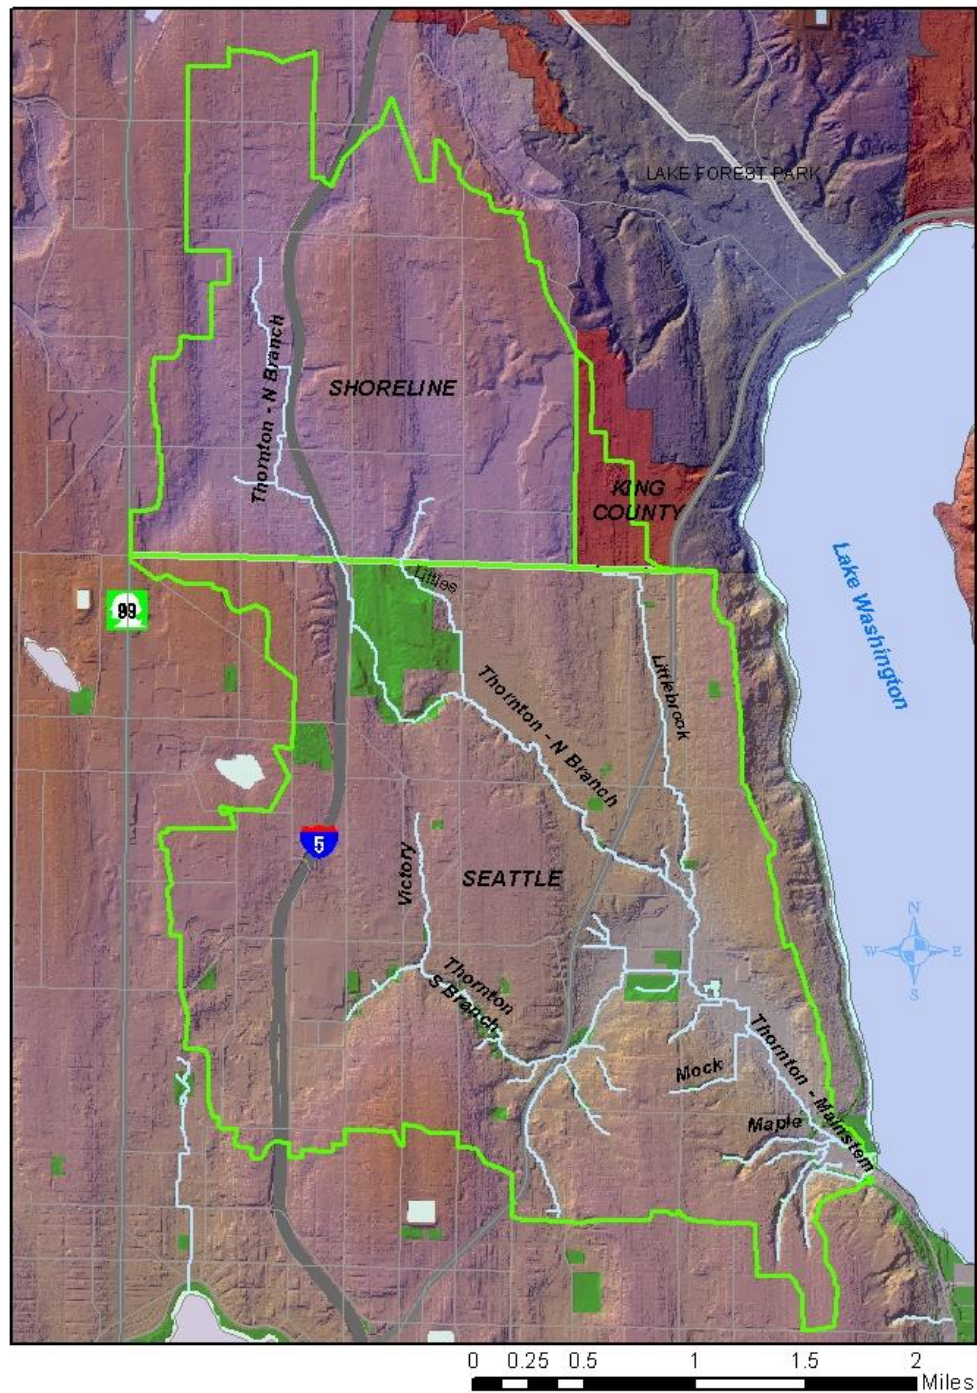 LAKE FOREST PARK
Thornton - N Branch
SHORELINE
KING
COUNTY
Lake Washington
Littles
99
Littlebrook
Thornton - N Branch
5
Victory
SEATTLE
N
W E
S
Thornton
S Branch
Thornton - Mainstem
Mock
Maple
0 0.25 0.5 1 1.5 2
Miles